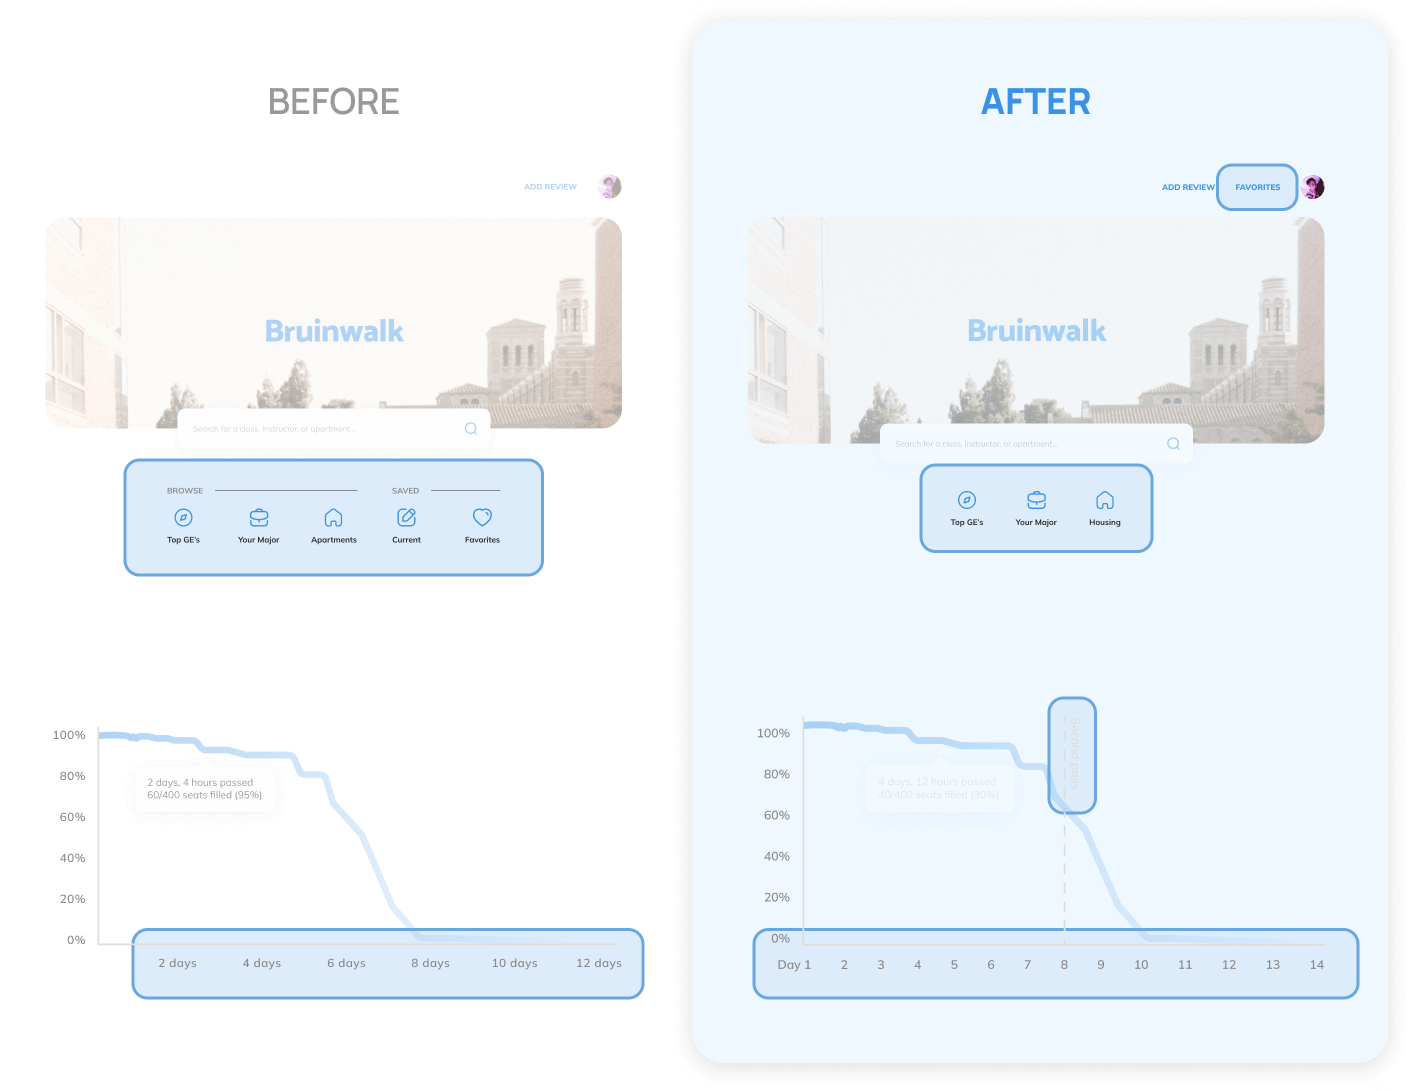 BEFORE
ADD REVIEW
Bruinwalk
Search for a class, instructor, or apartment...
BROWSE
SAVED
Top GE's
Your Major
Apartments
Current
Favorites
100%
80%
60%
40%
20%
0%
2 days, 4 hours passed
60/400 seats filled (95%)
2 days
4 days
6 days
8 days
10 days
12 days
AFTER
ADD REVIEW
FAVORITES
Bruinwalk
Search for a class, instructor, or apartment...
Top GE's
Your Major
Housing
100%
80%
60%
40%
20%
0%
4 days, 12 hours passed
40/400 seats filled (90%)
Second pass
Day 1
2
3
4
5
6
7
8
9
10
11
12
13
14